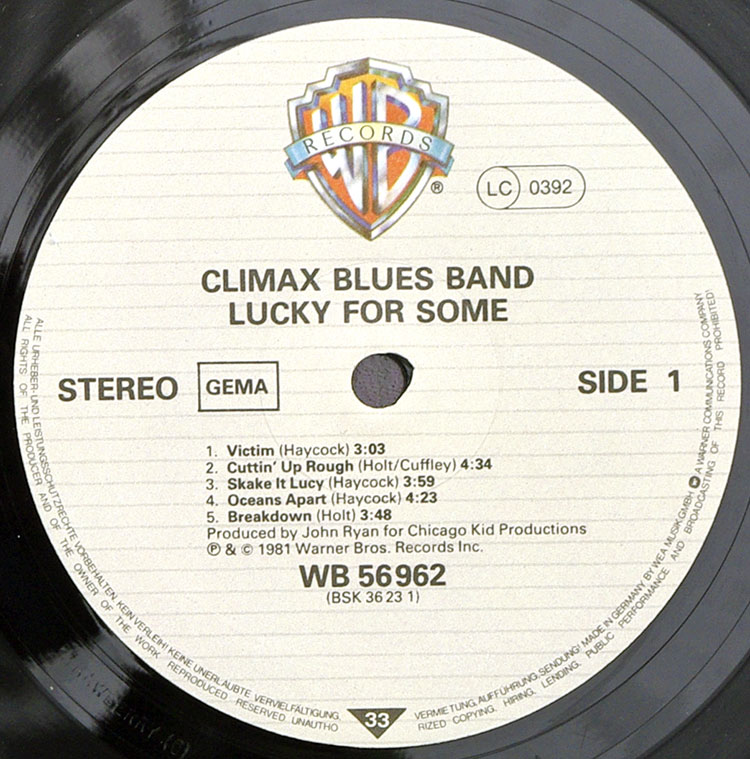 RECORDS
WB
®
LC 0392
CLIMAX BLUES BAND
LUCKY FOR SOME
STEREO GEMA SIDE 1
1. Victim (Haycock) 3:03
2. Cuttin' Up Rough (Holt/Cuffley) 4:34
3. Skake It Lucy (Haycock) 3:59
4. Oceans Apart (Haycock) 4:23
5. Breakdown (Holt) 3:48
Produced by John Ryan for Chicago Kid Productions
℗ & © 1981 Warner Bros. Records Inc.
WB 56 962
(BSK 36 23 1)
33
ALLE URHEBER- UND LEISTUNGSSCHUTZRECHTE VORBEHALTEN. KEIN VERLEIH! KEINE UNERLAUBTE VERVIELFÄLTIGUNG, VERMIETUNG, AUFFÜHRUNG, SENDUNG! MADE IN GERMANY BY WEA MUSIK GMBH A WARNER COMMUNICATIONS COMPANY
ALL RIGHTS OF THE PRODUCER AND OF THE OWNER OF THE WORK REPRODUCED RESERVED. UNAUTHORIZED COPYING, HIRING, LENDING, PUBLIC PERFORMANCE AND BROADCASTING OF THIS RECORD PROHIBITED!